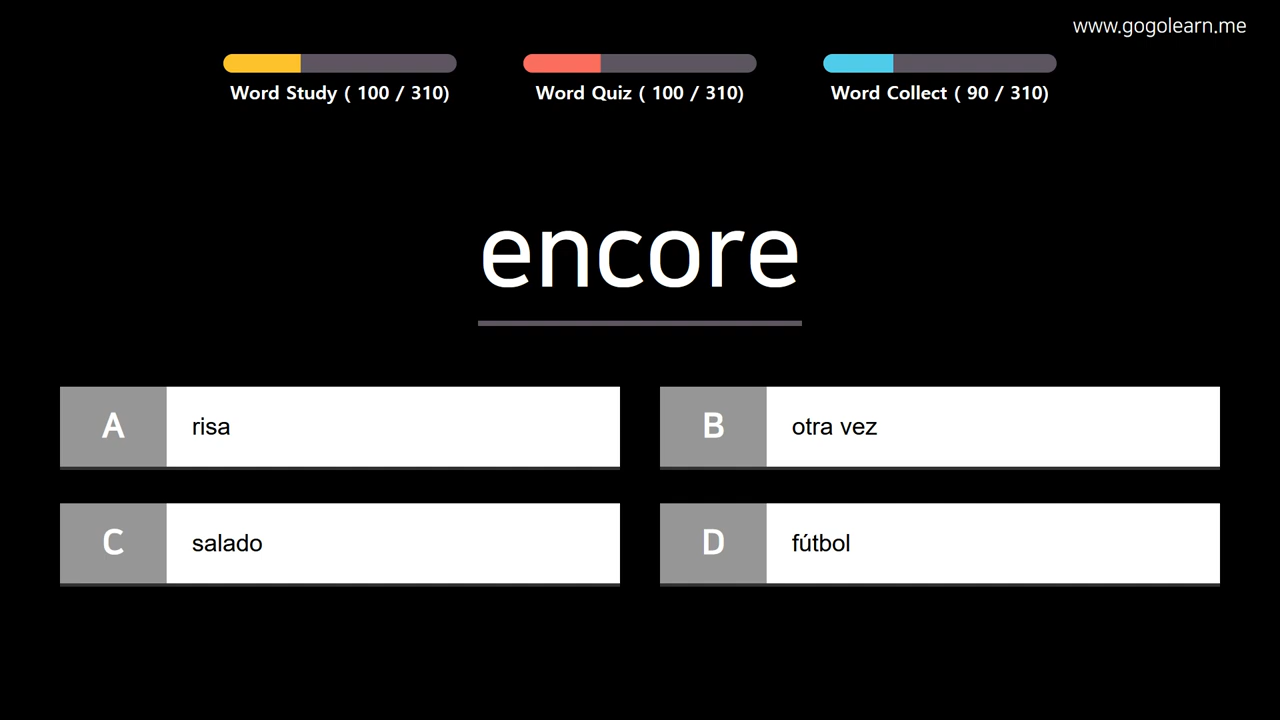 www.gogolearn.me
Word Study ( 100 / 310)
Word Quiz ( 100 / 310)
Word Collect ( 90 / 310)
encore
A
risa
B
otra vez
C
salado
D
fútbol